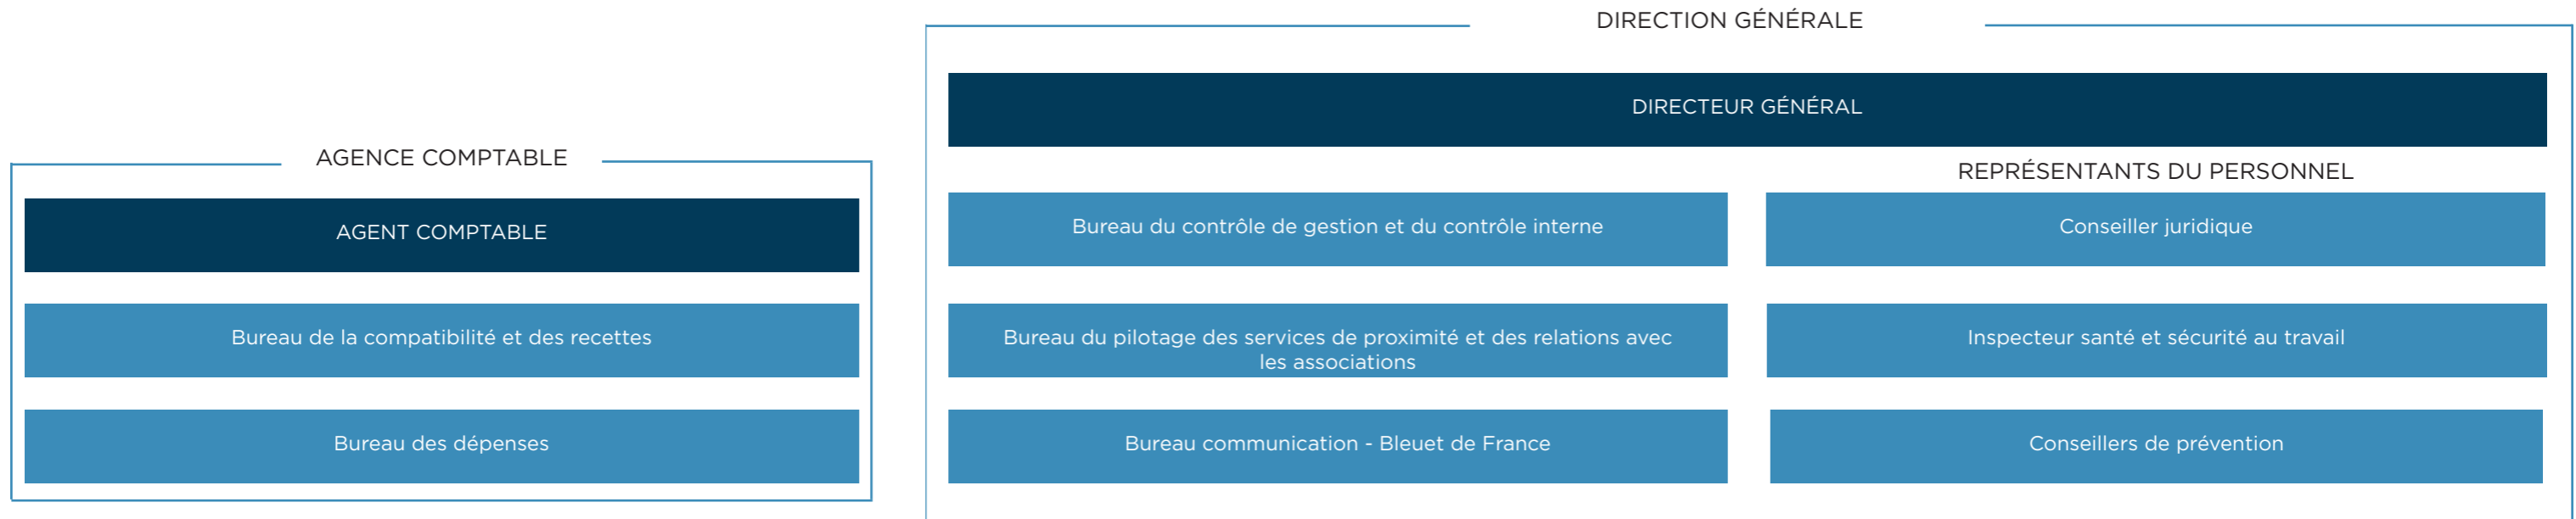 AGENCE COMPTABLE
AGENT COMPTABLE
Bureau de la compatibilité et des recettes
Bureau des dépenses
DIRECTION GÉNÉRALE
DIRECTEUR GÉNÉRAL
Bureau du contrôle de gestion et du contrôle interne
Bureau du pilotage des services de proximité et des relations avec
les associations
Bureau communication - Bleuet de France
REPRÉSENTANTS DU PERSONNEL
Conseiller juridique
Inspecteur santé et sécurité au travail
Conseillers de prévention